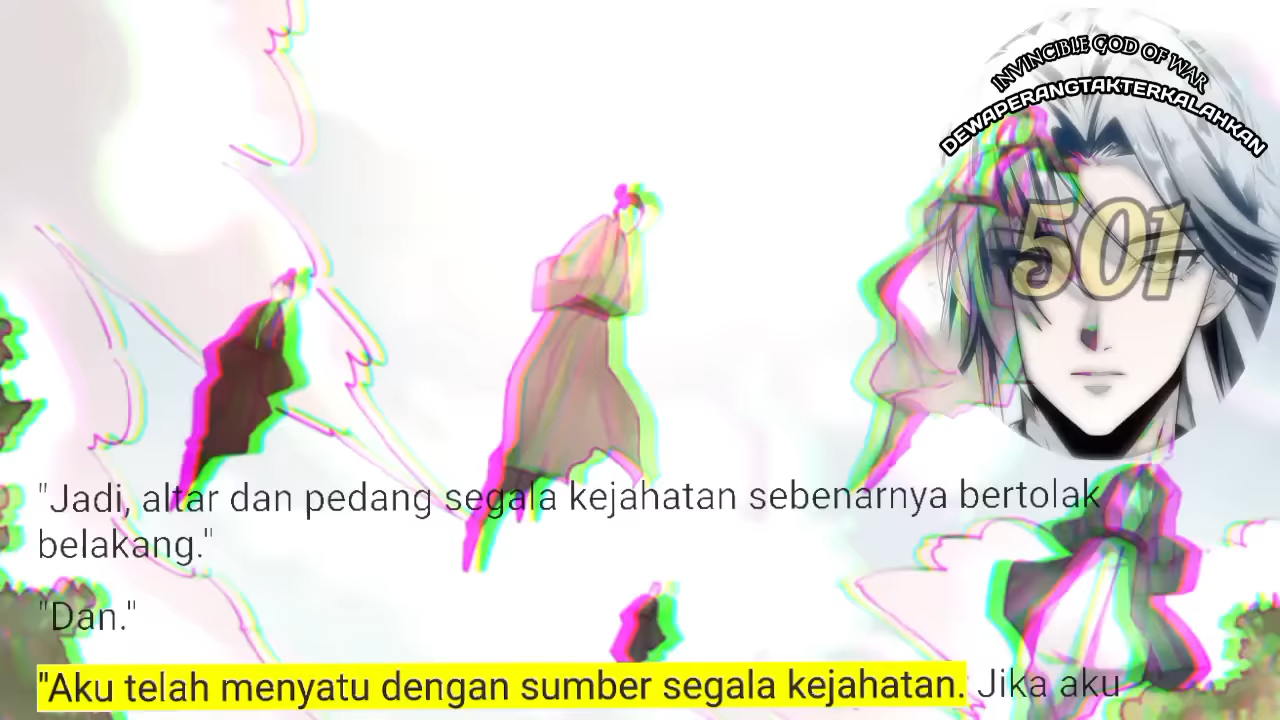 INVINCIBLE GOD OF WAR
DEWAPERANGTAKTERKALAHKAN
501
"Jadi, altar dan pedang segala kejahatan sebenarnya bertolak
belakang."
"Dan."
"Aku telah menyatu dengan sumber segala kejahatan. Jika aku